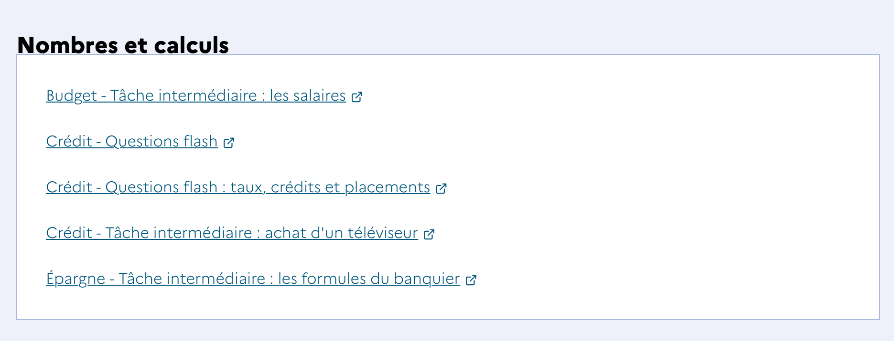 Nombres et calculs
Budget - Tâche intermédiaire : les salaires
Crédit - Questions flash
Crédit - Questions flash : taux, crédits et placements
Crédit - Tâche intermédiaire : achat d'un téléviseur
Épargne - Tâche intermédiaire : les formules du banquier